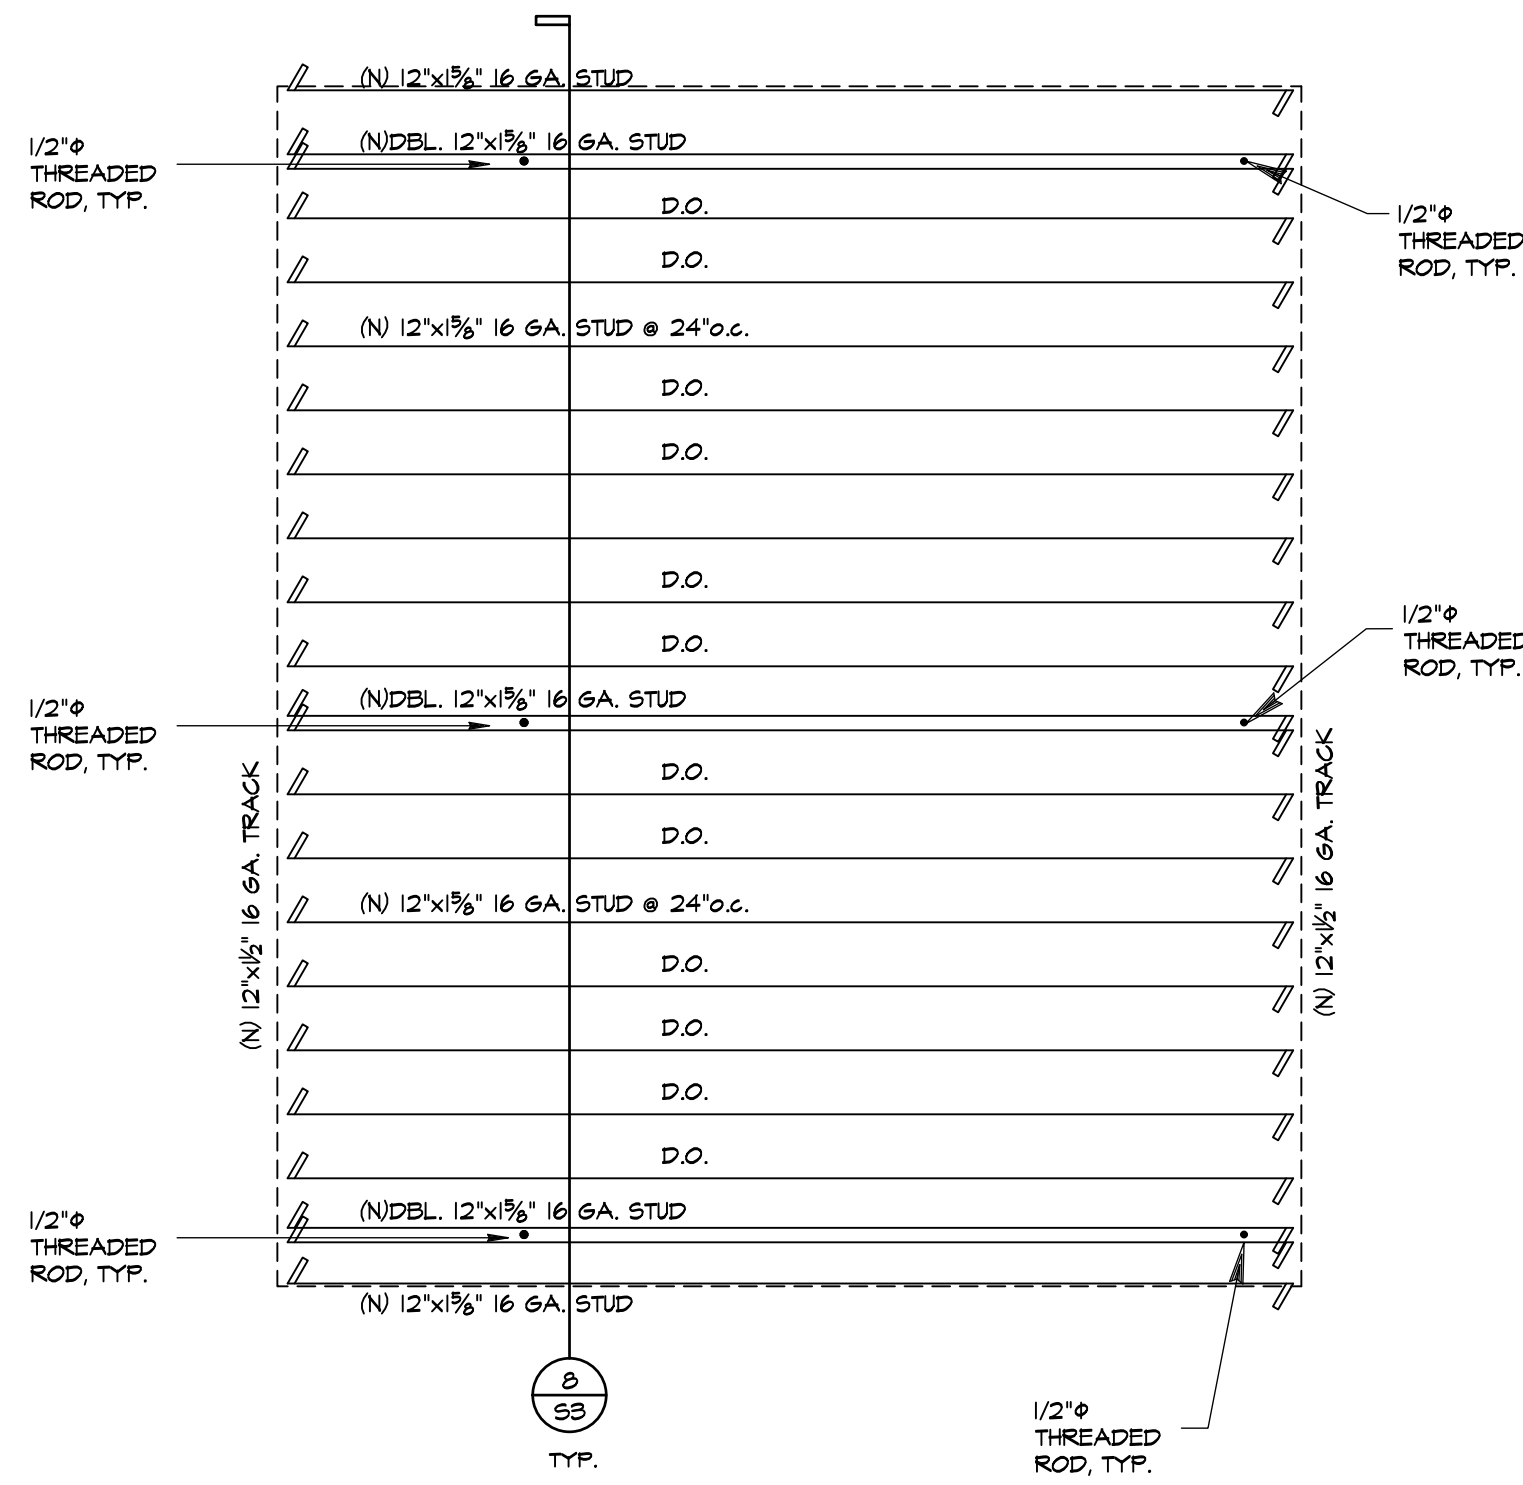 (N) 12"x1⅝" 16 GA. STUD
(N)DBL. 12"x1⅝" 16 GA. STUD
1/2"Φ
THREADED
ROD, TYP.
D.O.
1/2"Φ
THREADED
ROD, TYP.
D.O.
(N) 12"x1⅝" 16 GA. STUD @ 24"o.c.
D.O.
D.O.
D.O.
1/2"Φ
THREADED
ROD, TYP.
D.O.
(N)DBL. 12"x1⅝" 16 GA. STUD
1/2"Φ
THREADED
ROD, TYP.
(N) 12"x1½" 16 GA. TRACK
(N) 12"x1½" 16 GA. TRACK
D.O.
D.O.
(N) 12"x1⅝" 16 GA. STUD @ 24"o.c.
D.O.
D.O.
D.O.
D.O.
(N)DBL. 12"x1⅝" 16 GA. STUD
1/2"Φ
THREADED
ROD, TYP.
(N) 12"x1⅝" 16 GA. STUD
8
S3
TYP.
1/2"Φ
THREADED
ROD, TYP.